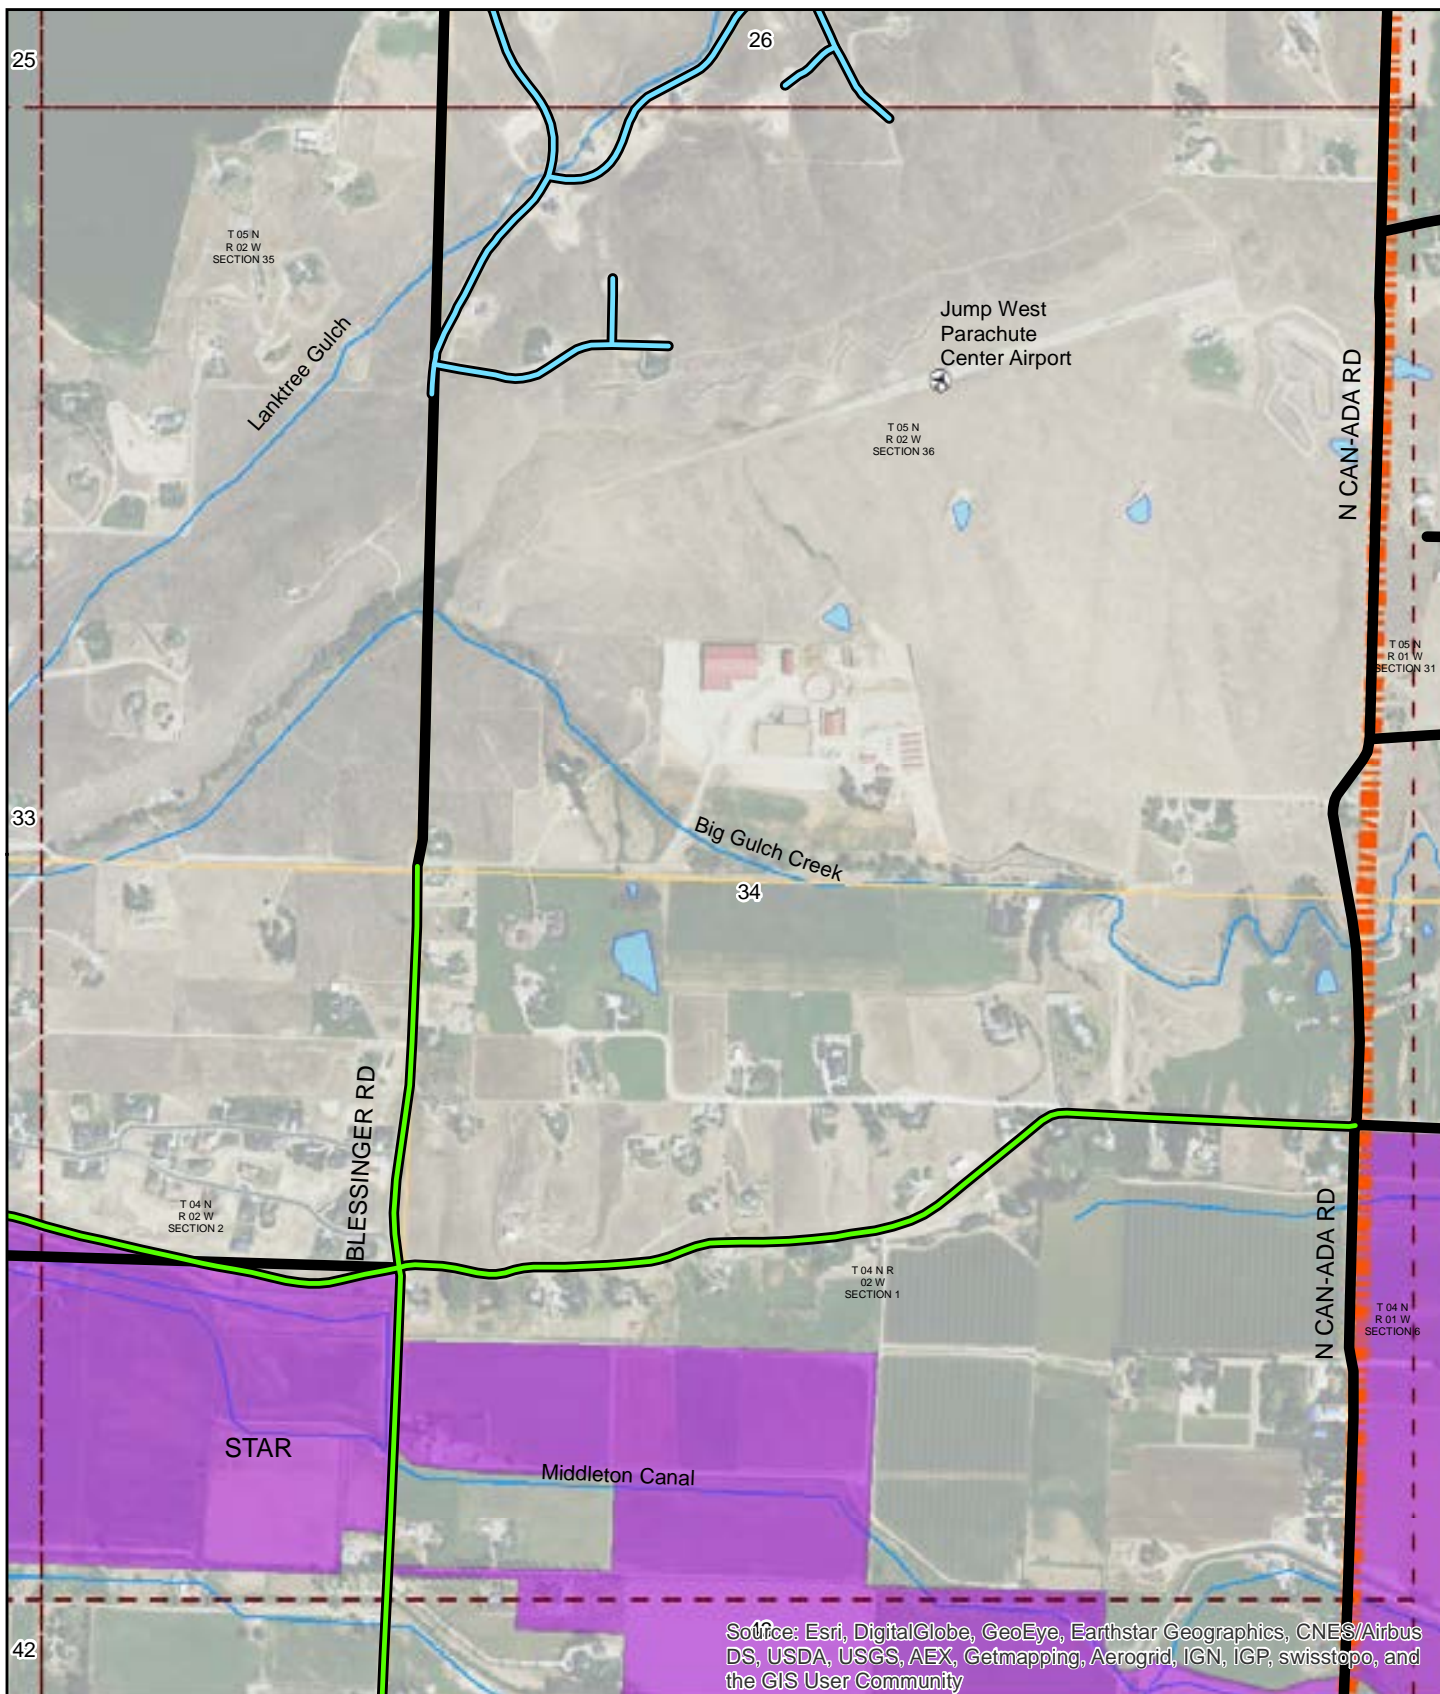 26
25
T 05 N
R 02 W
SECTION 35
Lanktree Gulch
Jump West
Parachute
Center Airport
N CAN-ADA RD
T 05 N
R 02 W
SECTION 36
T 05 N
R 01 W
SECTION 31
33
Big Gulch Creek
34
BLESSINGER RD
T 04 N
R 02 W
SECTION 2
N CAN-ADA RD
T 04 N R
02 W
SECTION 1
T 04 N
R 01 W
SECTION 6
STAR
Middleton Canal
42
Source: Esri, DigitalGlobe, GeoEye, Earthstar Geographics, CNES/Airbus
DS, USDA, USGS, AEX, Getmapping, Aerogrid, IGN, IGP, swisstopo, and
the GIS User Community